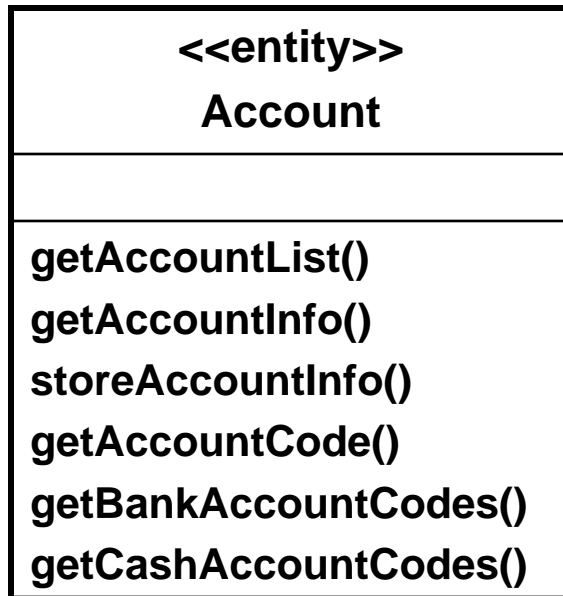 <<entity>>
Account
getAccountList()
getAccountInfo()
storeAccountInfo()
getAccountCode()
getBankAccountCodes()
getCashAccountCodes()